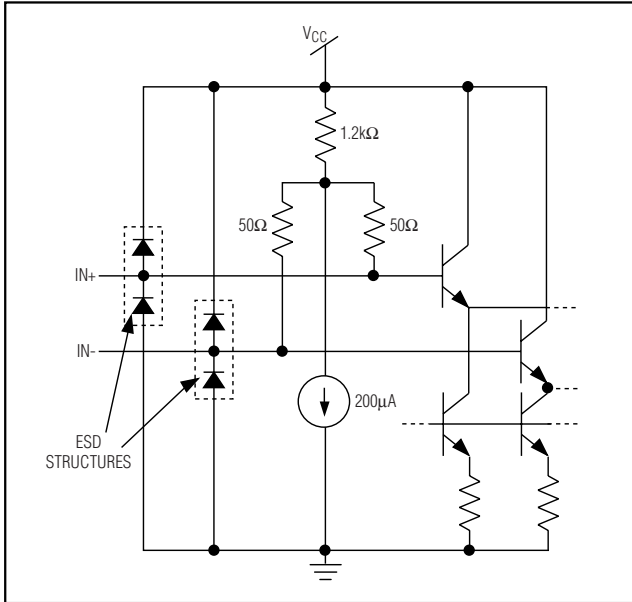 VCC
1.2kΩ
50Ω
50Ω
IN+
IN-
200µA
ESD
STRUCTURES